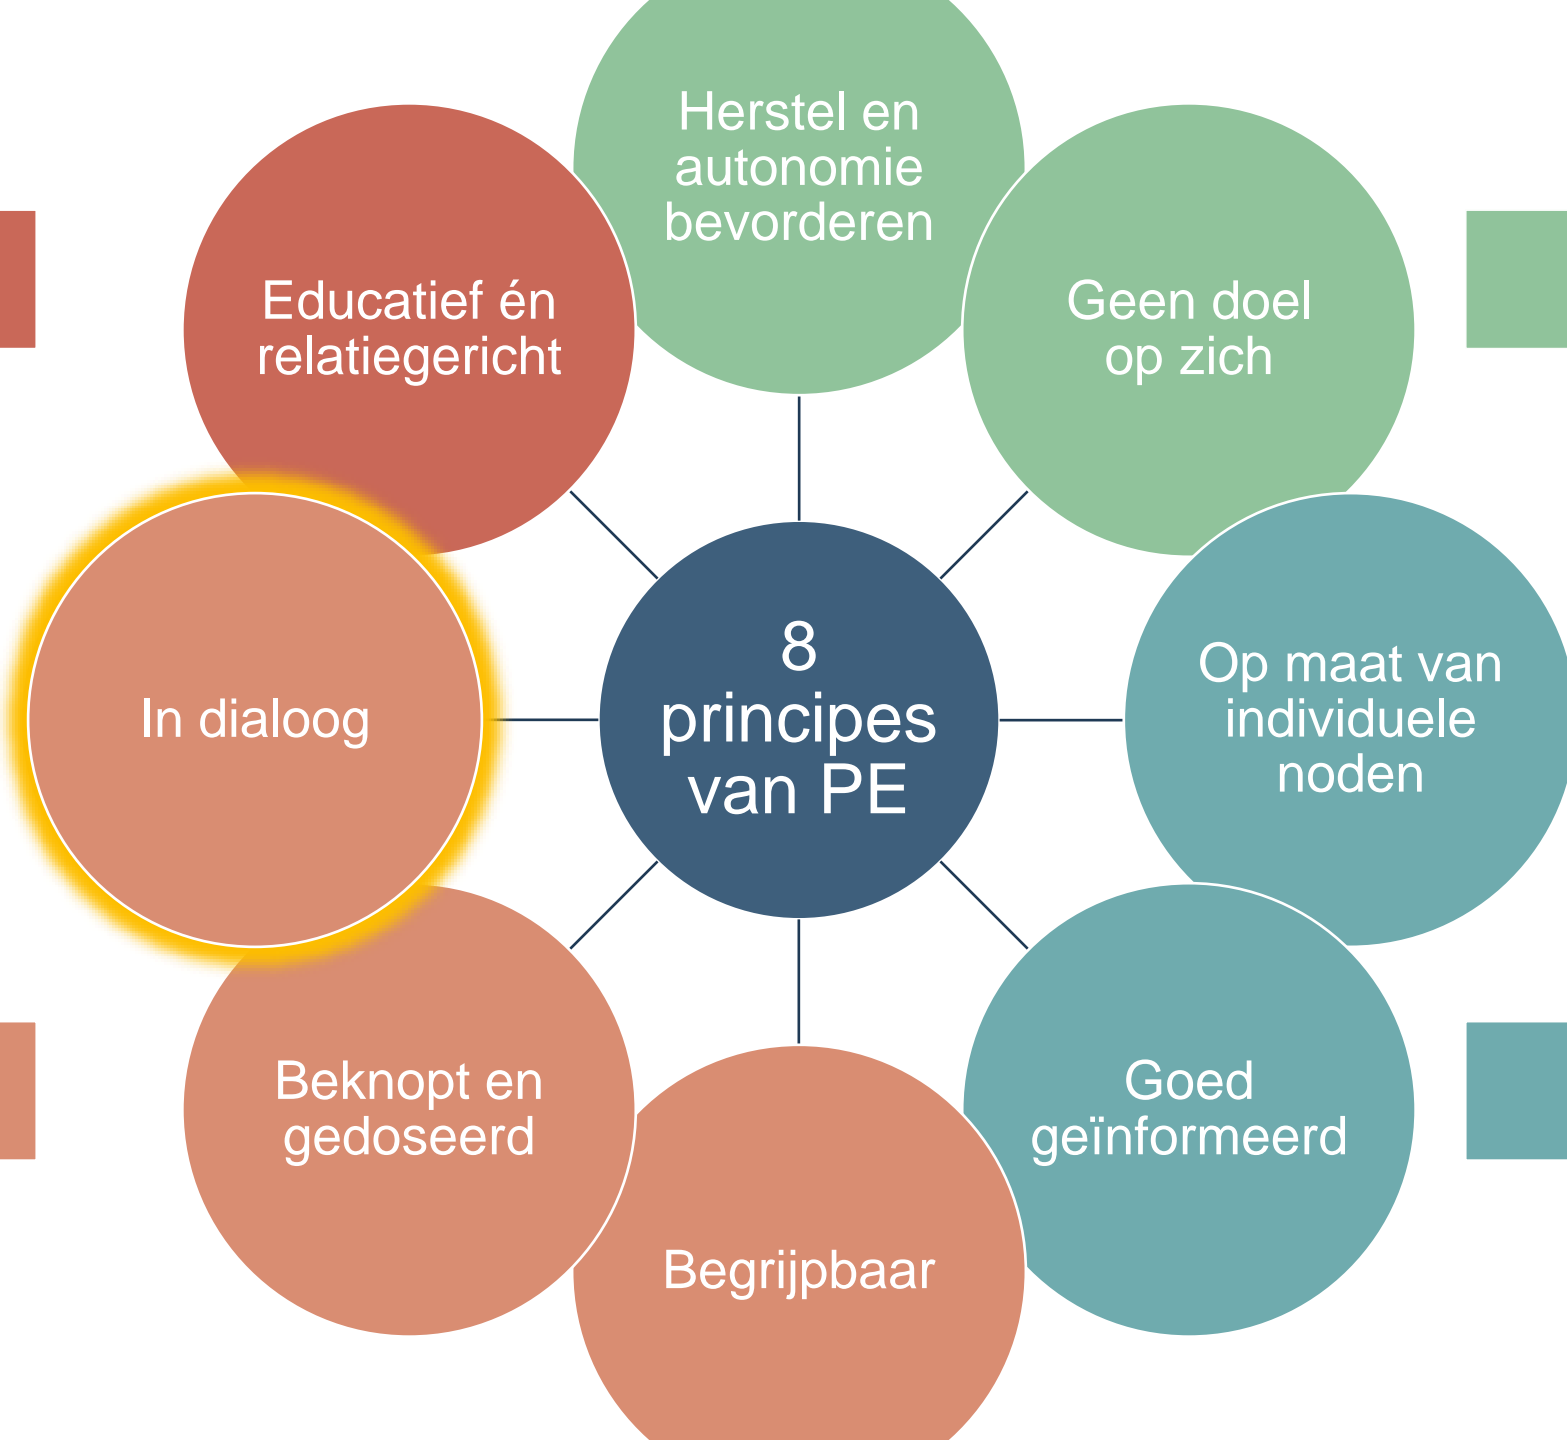 Herstel en
autonomie
bevorderen
Geen doel
op zich
Op maat van
individuele
noden
Goed
geïnformeerd
Begrijpbaar
Beknopt en
gedoseerd
In dialoog
Educatief én
relatiegericht
8
principes
van PE